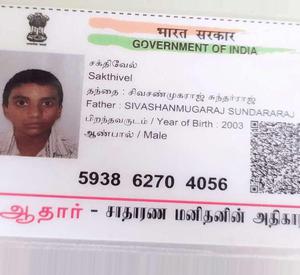 भारत सरकार
GOVERNMENT OF INDIA
சக்திவேல்
Sakthivel
தந்தை : சிவசண்முகராஜ் சுந்தர்ராஜ்
Father : SIVASHANMUGARAJ SUNDARARAJ
பிறந்தவருடம் / Year of Birth : 2003
ஆண்பால் / Male
5938 6270 4056
ஆதார் - சாதாரண மனிதனின் அதிகா